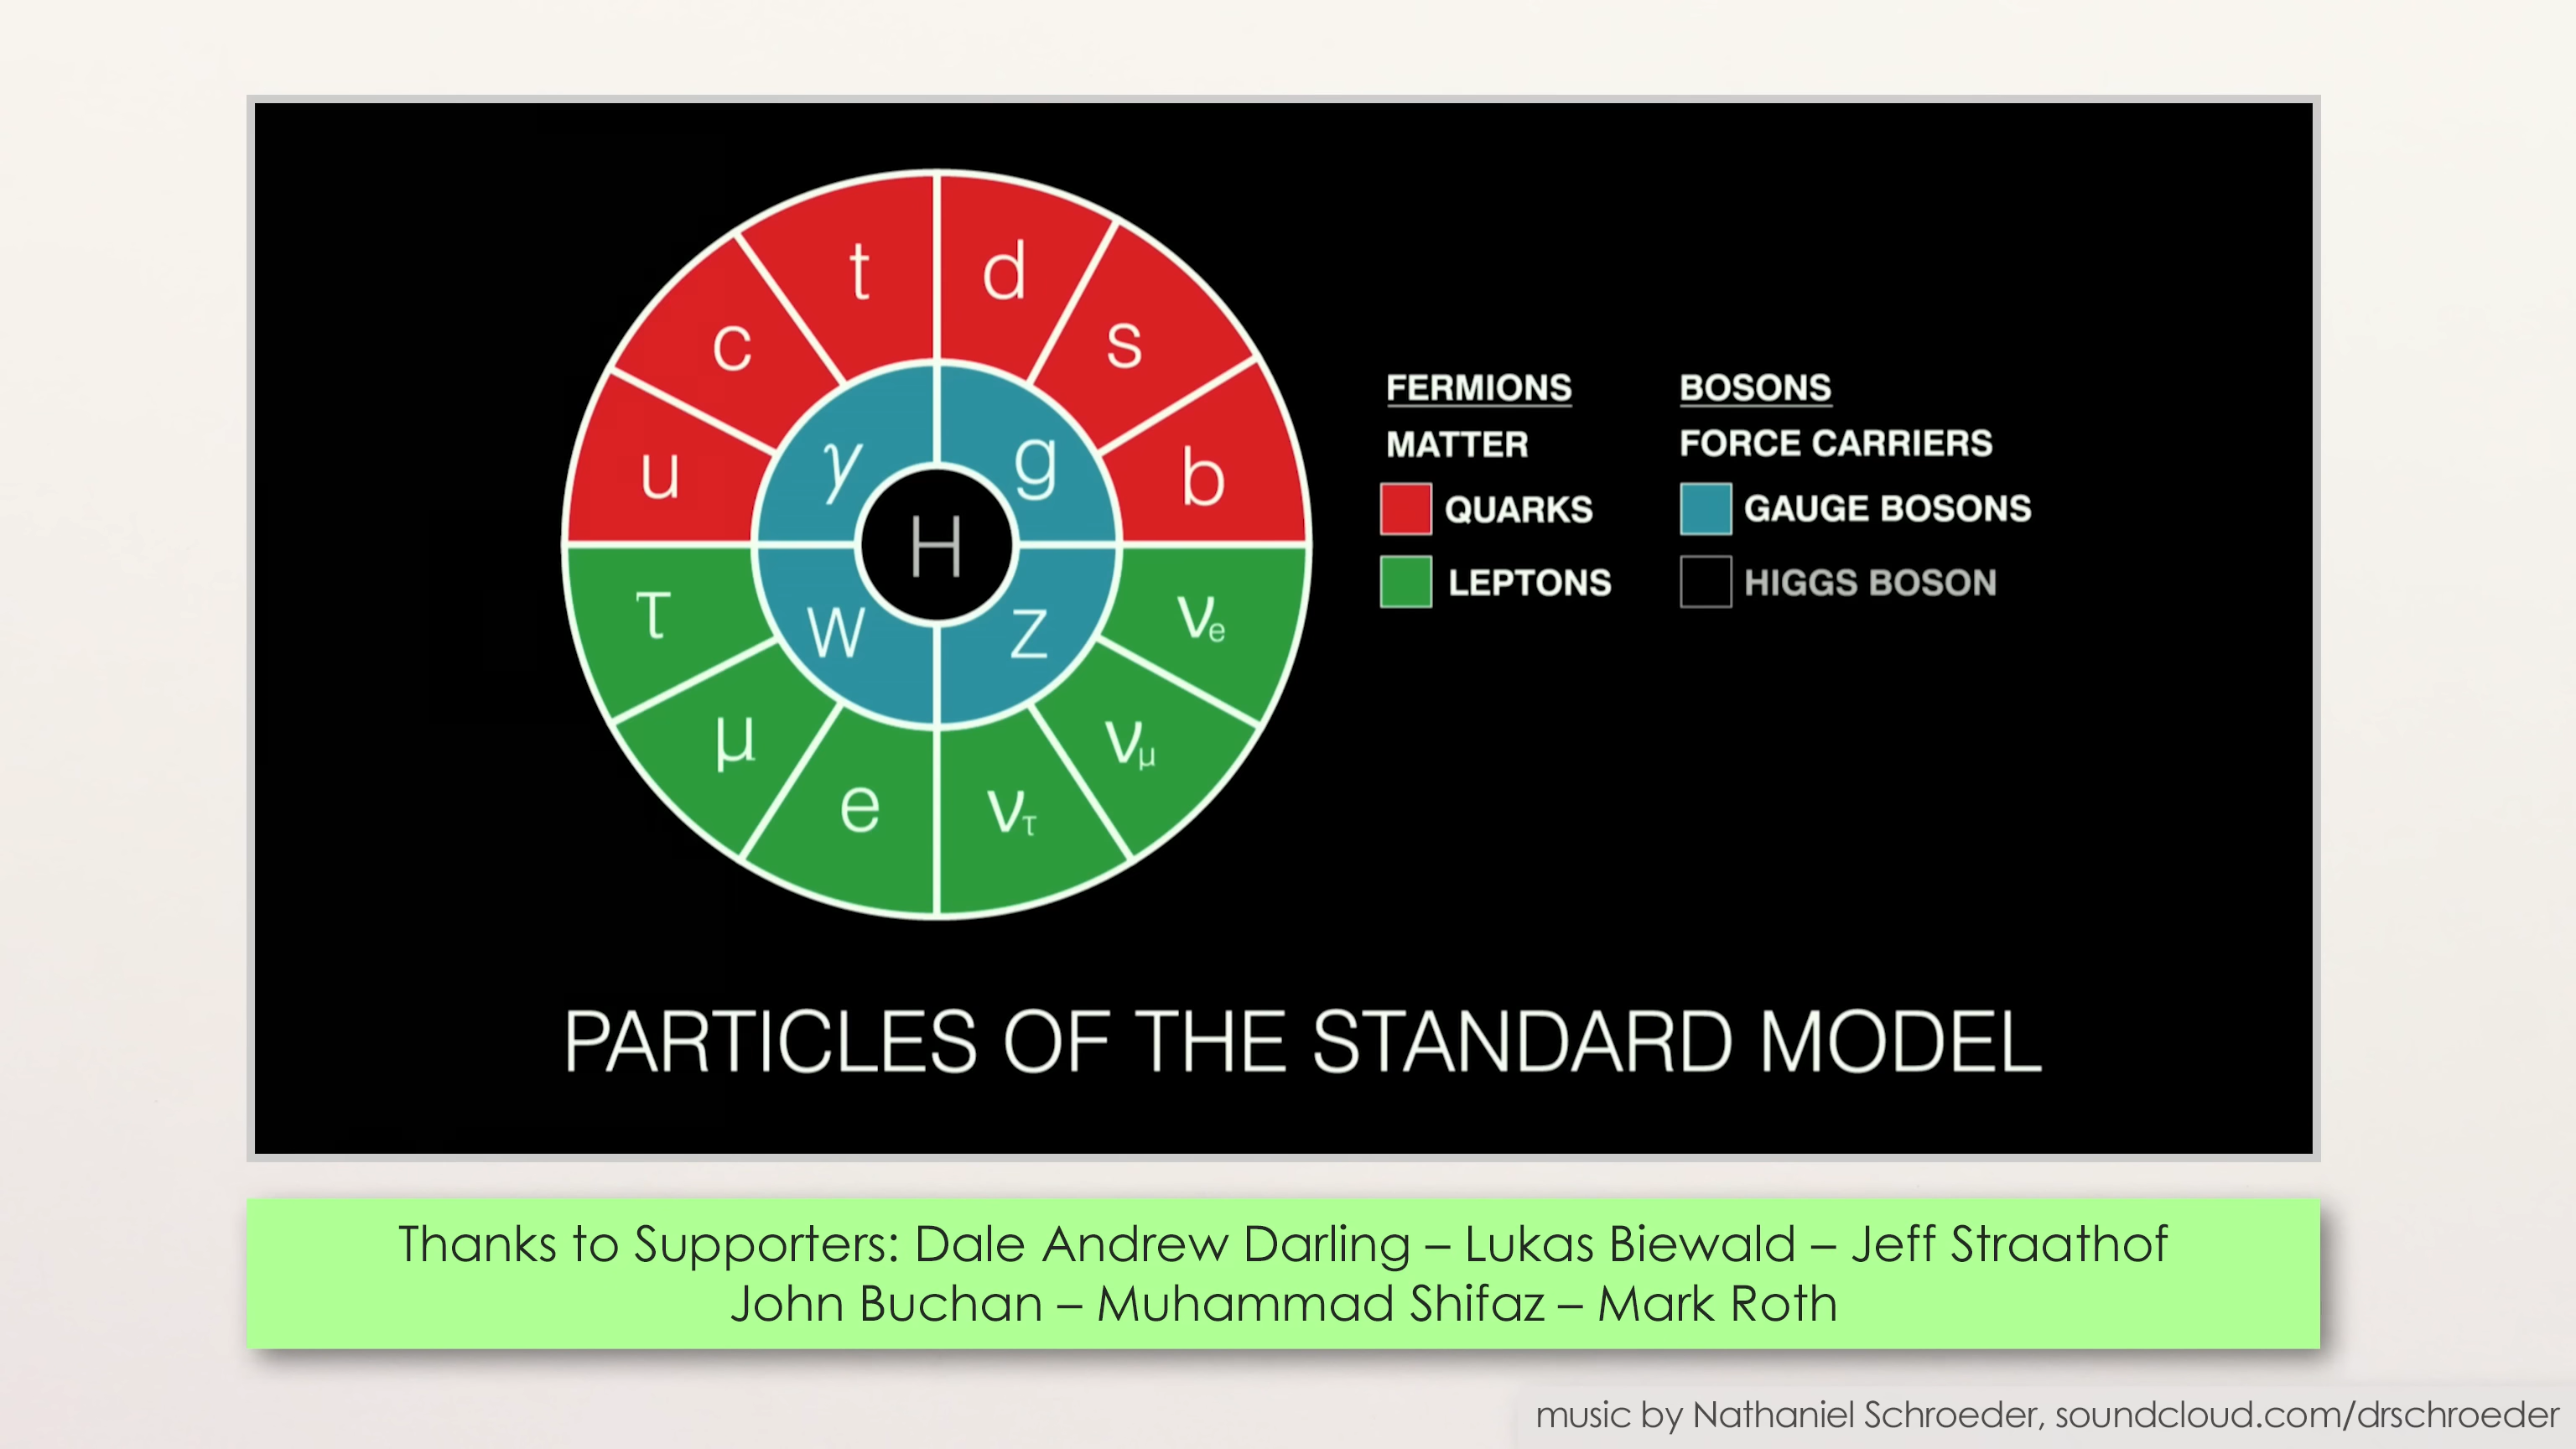 t d
c s
u γ g b
H
τ W Z νe
μ νμ
e ντ
FERMIONS BOSONS
MATTER FORCE CARRIERS
QUARKS GAUGE BOSONS
LEPTONS HIGGS BOSON
PARTICLES OF THE STANDARD MODEL
Thanks to Supporters: Dale Andrew Darling – Lukas Biewald – Jeff Straathof
John Buchan – Muhammad Shifaz – Mark Roth
music by Nathaniel Schroeder, soundcloud.com/drschroeder